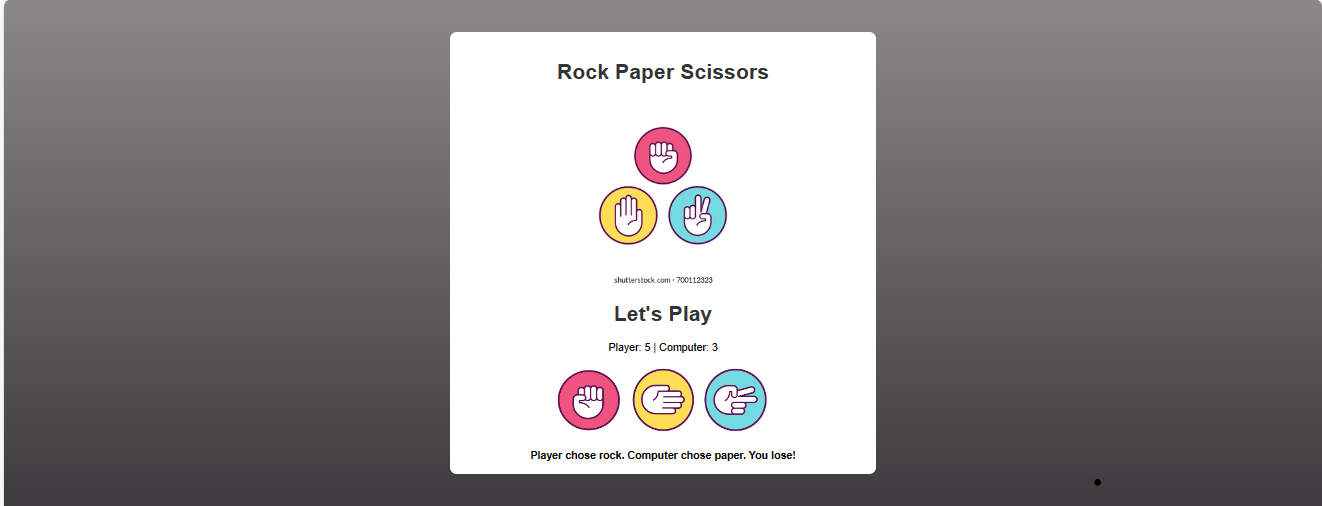 Rock Paper Scissors
shutterstock.com · 700112323
Let's Play
Player: 5 | Computer: 3
Player chose rock. Computer chose paper. You lose!